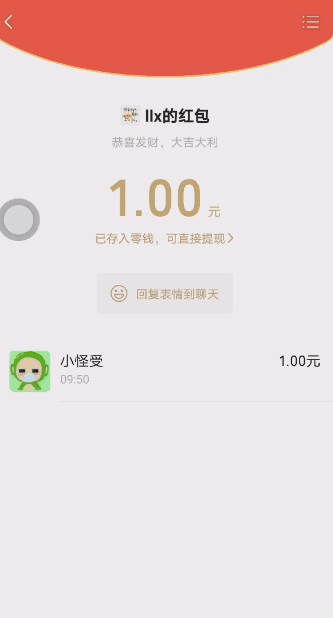 llx的红包
恭喜发财，大吉大利
1.00 元
已存入零钱，可直接提现
回复表情到聊天
小怪受 1.00元
09:50